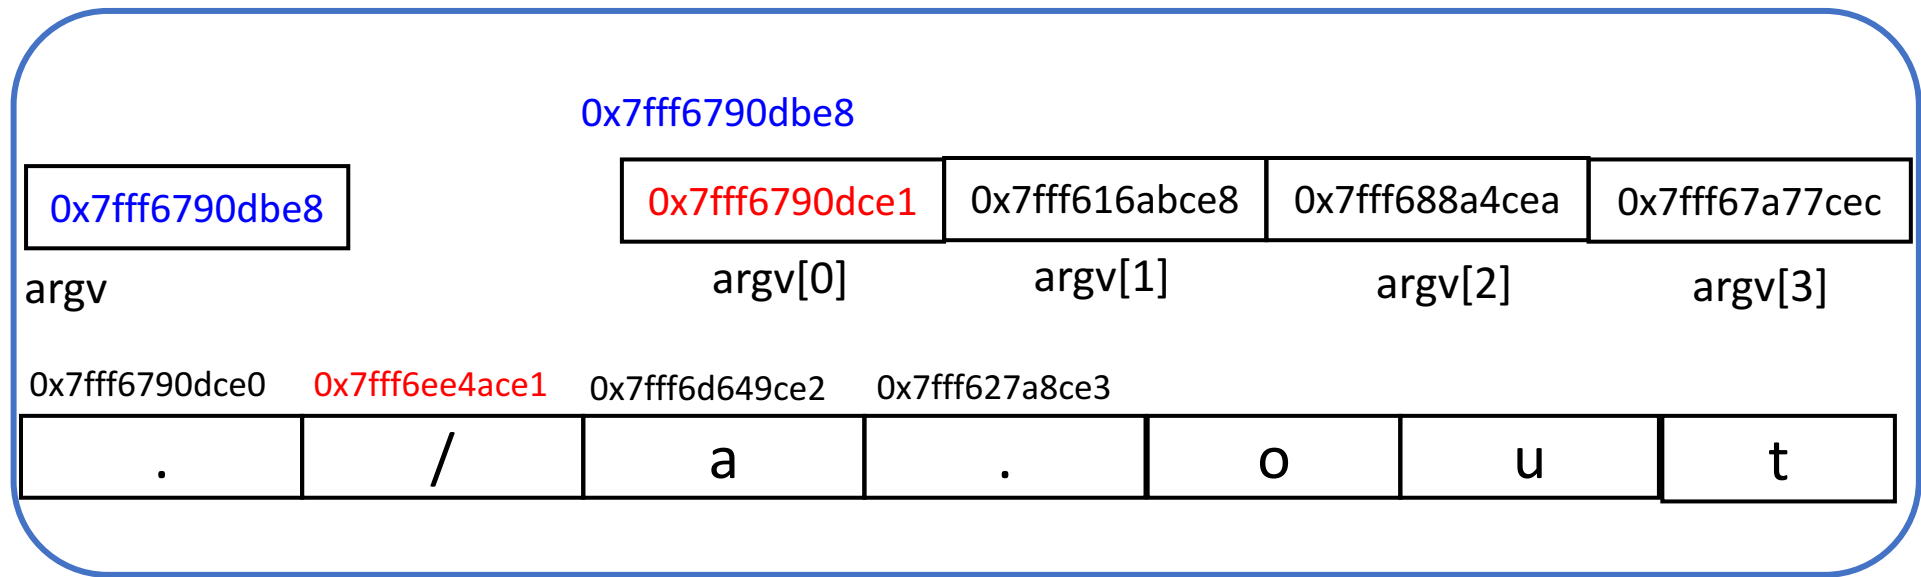 0x7fff6790dbe8
0x7fff6790dbe8 0x7fff6790dce1 0x7fff616abce8 0x7fff688a4cea 0x7fff67a77cec
argv argv[0] argv[1] argv[2] argv[3]
0x7fff6790dce0 0x7fff6ee4ace1 0x7fff6d649ce2 0x7fff627a8ce3
. / a . o u t